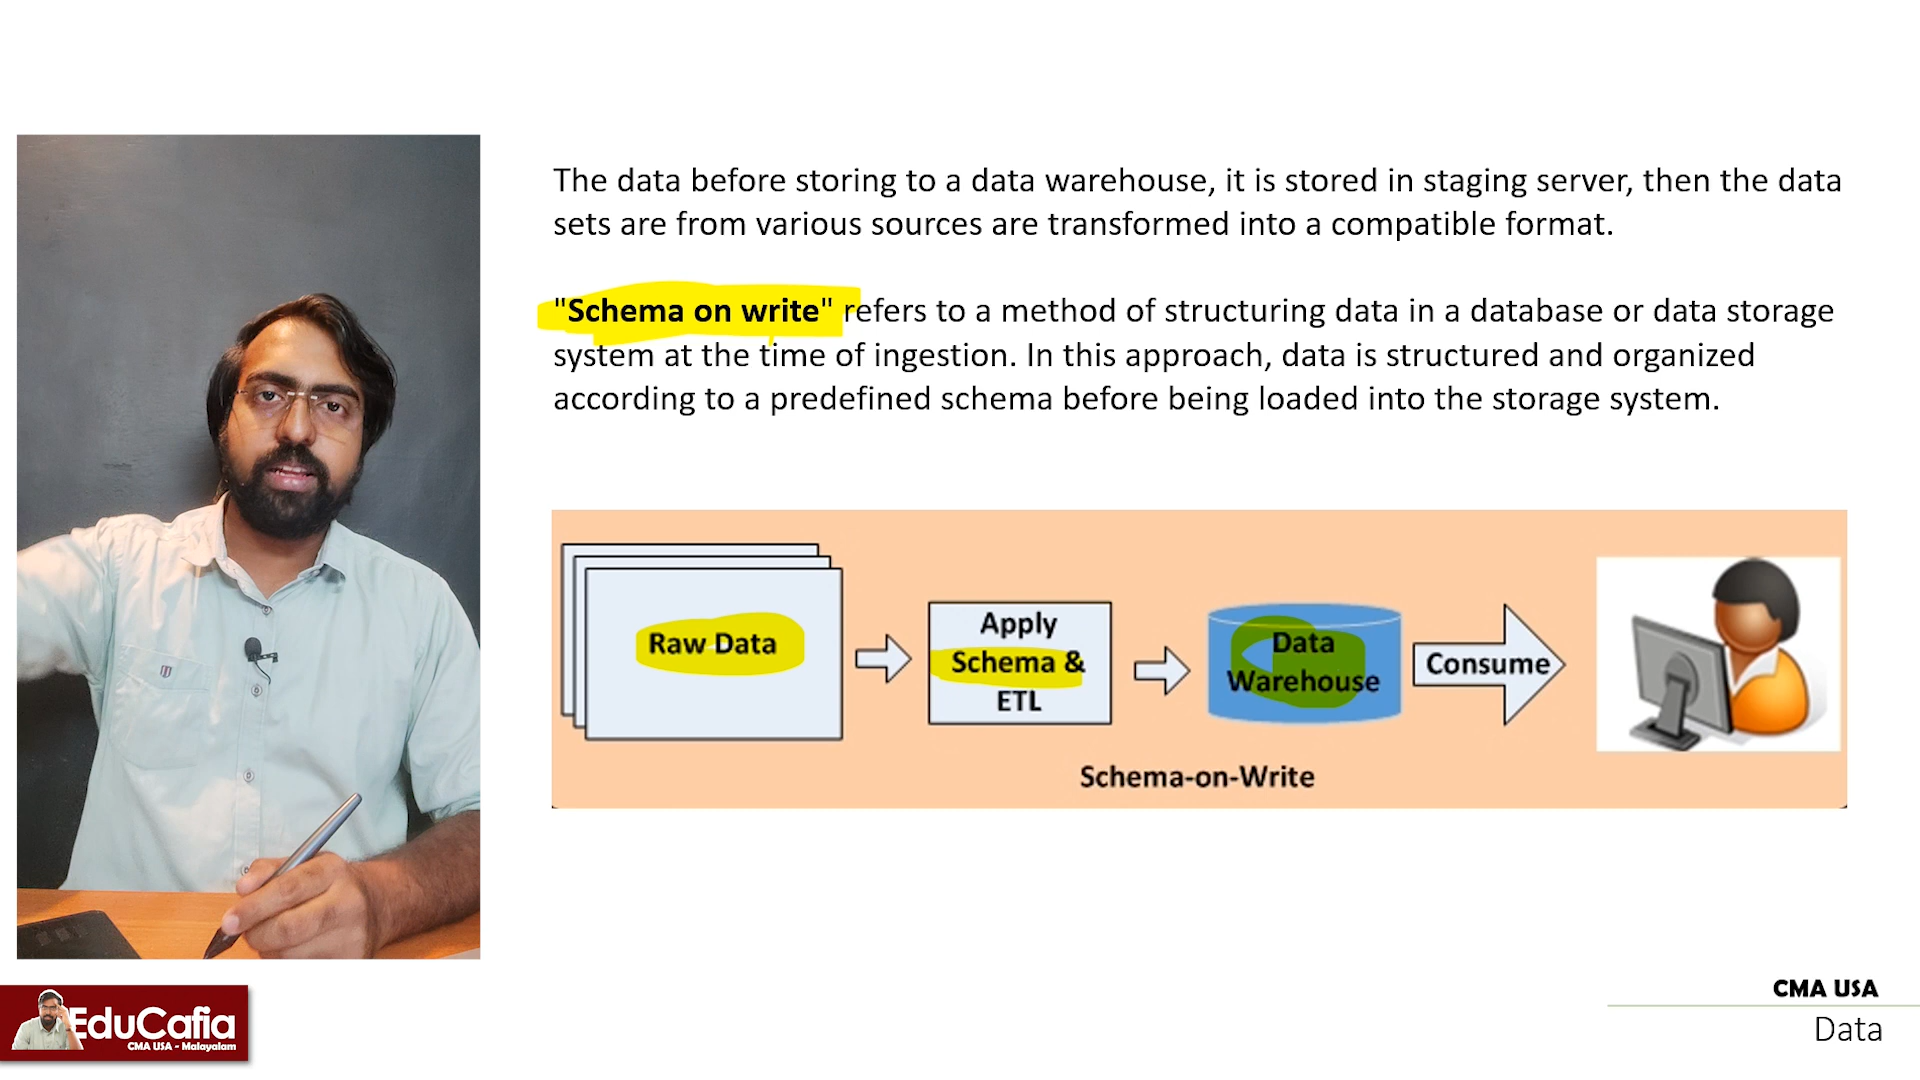 The data before storing to a data warehouse, it is stored in staging server, then the data
sets are from various sources are transformed into a compatible format.
"Schema on write" refers to a method of structuring data in a database or data storage
system at the time of ingestion. In this approach, data is structured and organized
according to a predefined schema before being loaded into the storage system.
Raw Data
Apply
Schema &
ETL
Data
Warehouse
Consume
Schema-on-Write
EduCafia
CMA USA - Malayalam
CMA USA
Data